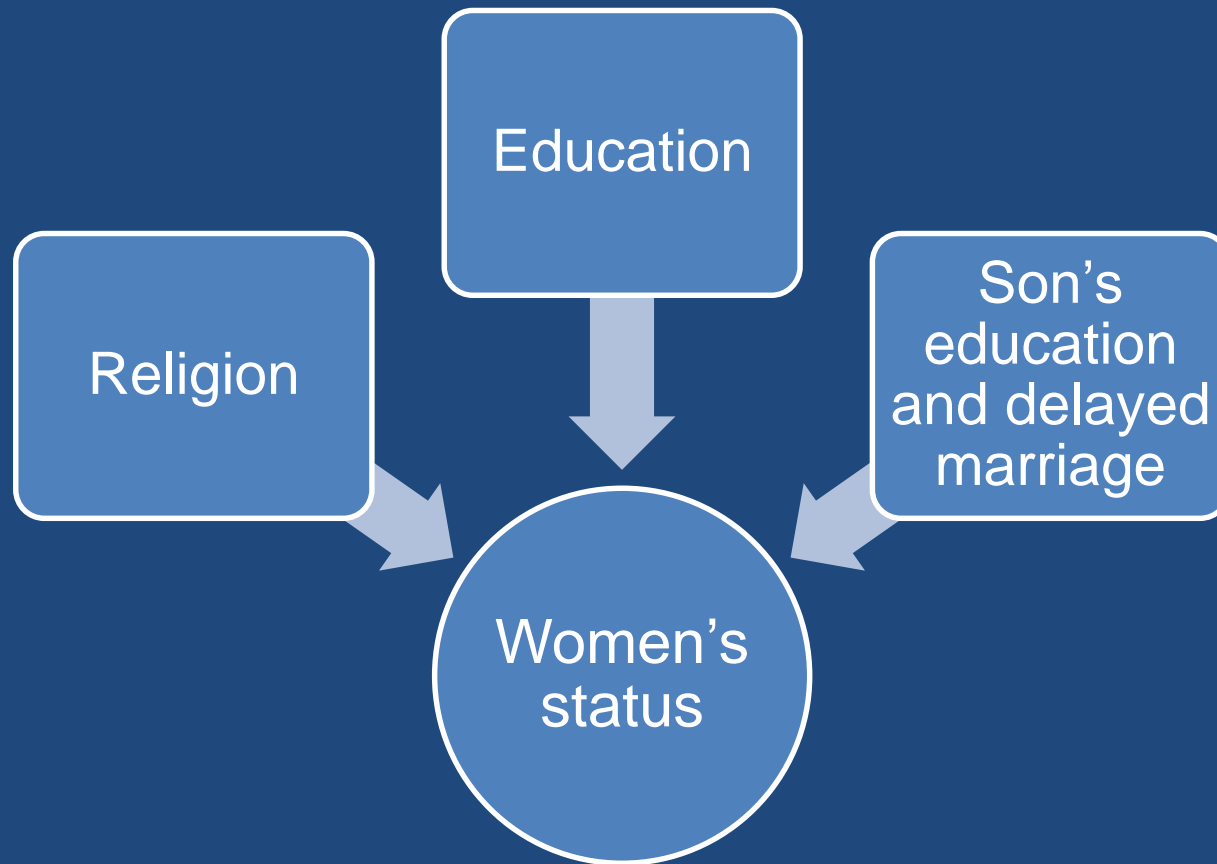 Education
Religion
Son’s
education
and delayed
marriage
Women’s
status